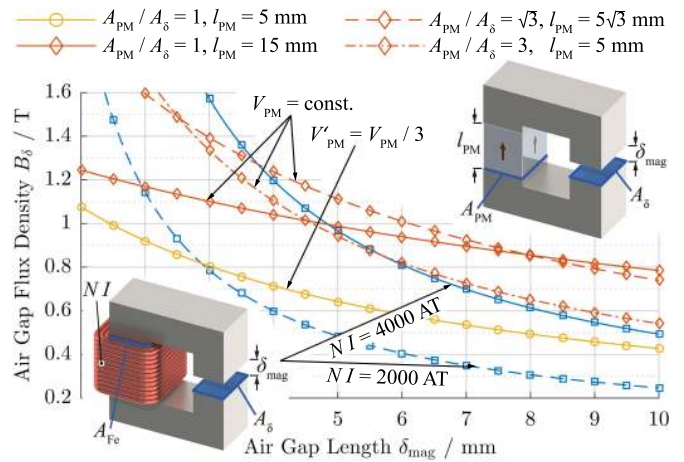 A_PM / A_δ = 1, l_PM = 5 mm
A_PM / A_δ = 1, l_PM = 15 mm
A_PM / A_δ = √3, l_PM = 5√3 mm
A_PM / A_δ = 3, l_PM = 5 mm
Air Gap Flux Density B_δ / T
1.6
1.4
1.2
1
0.8
0.6
0.4
0.2
V_PM = const.
V′_PM = V_PM / 3
l_PM
δ_mag
A_PM
A_δ
N I
δ_mag
A_Fe
A_δ
N I = 4000 AT
N I = 2000 AT
5 6 7 8 9 10
Air Gap Length δ_mag / mm